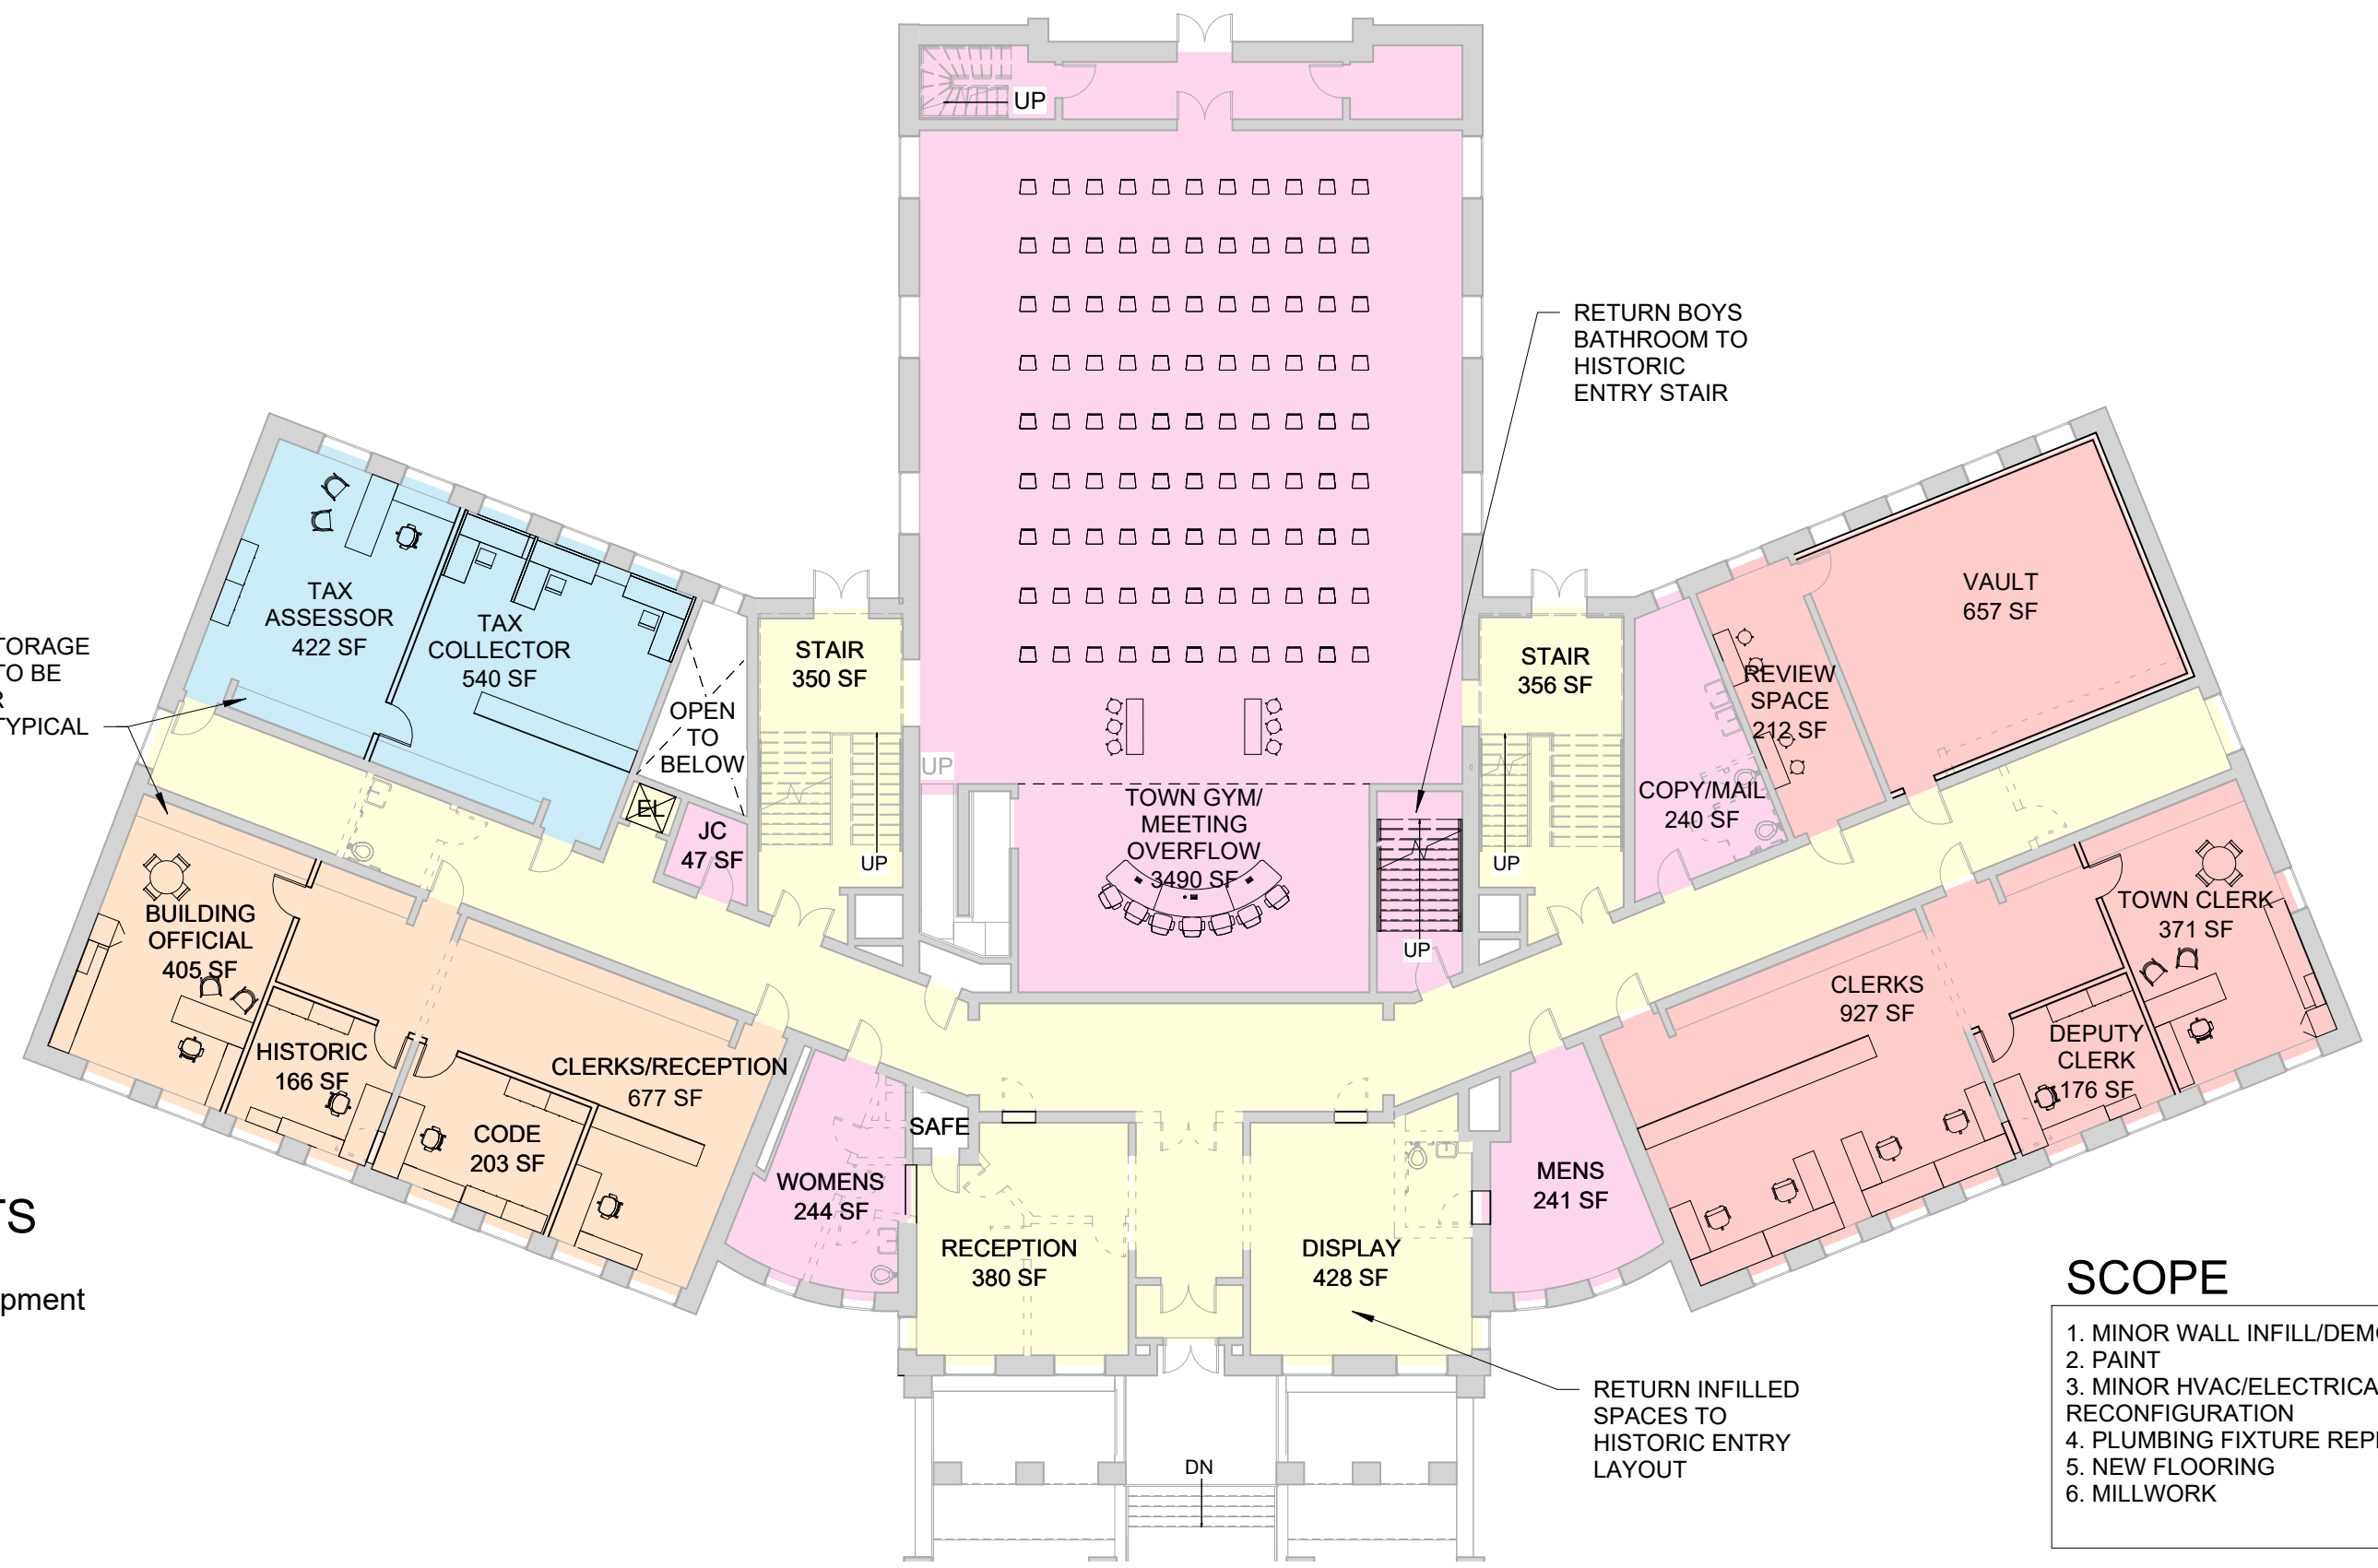 UP
RETURN BOYS
BATHROOM TO
HISTORIC
ENTRY STAIR
TAX
ASSESSOR
422 SF
TAX
COLLECTOR
540 SF
TORAGE
TO BE
R
TYPICAL
OPEN
TO
BELOW
STAIR
350 SF
UP
EL
JC
47 SF
UP
TOWN GYM/
MEETING
OVERFLOW
3490 SF
UP
STAIR
356 SF
UP
COPY/MAIL
240 SF
REVIEW
SPACE
212 SF
VAULT
657 SF
BUILDING
OFFICIAL
405 SF
HISTORIC
166 SF
CODE
203 SF
CLERKS/RECEPTION
677 SF
WOMENS
244 SF
SAFE
RECEPTION
380 SF
DISPLAY
428 SF
MENS
241 SF
CLERKS
927 SF
DEPUTY
CLERK
176 SF
TOWN CLERK
371 SF
TS
pment
RETURN INFILLED
SPACES TO
HISTORIC ENTRY
LAYOUT
DN
SCOPE
1. MINOR WALL INFILL/DEM
2. PAINT
3. MINOR HVAC/ELECTRICA
RECONFIGURATION
4. PLUMBING FIXTURE REP
5. NEW FLOORING
6. MILLWORK